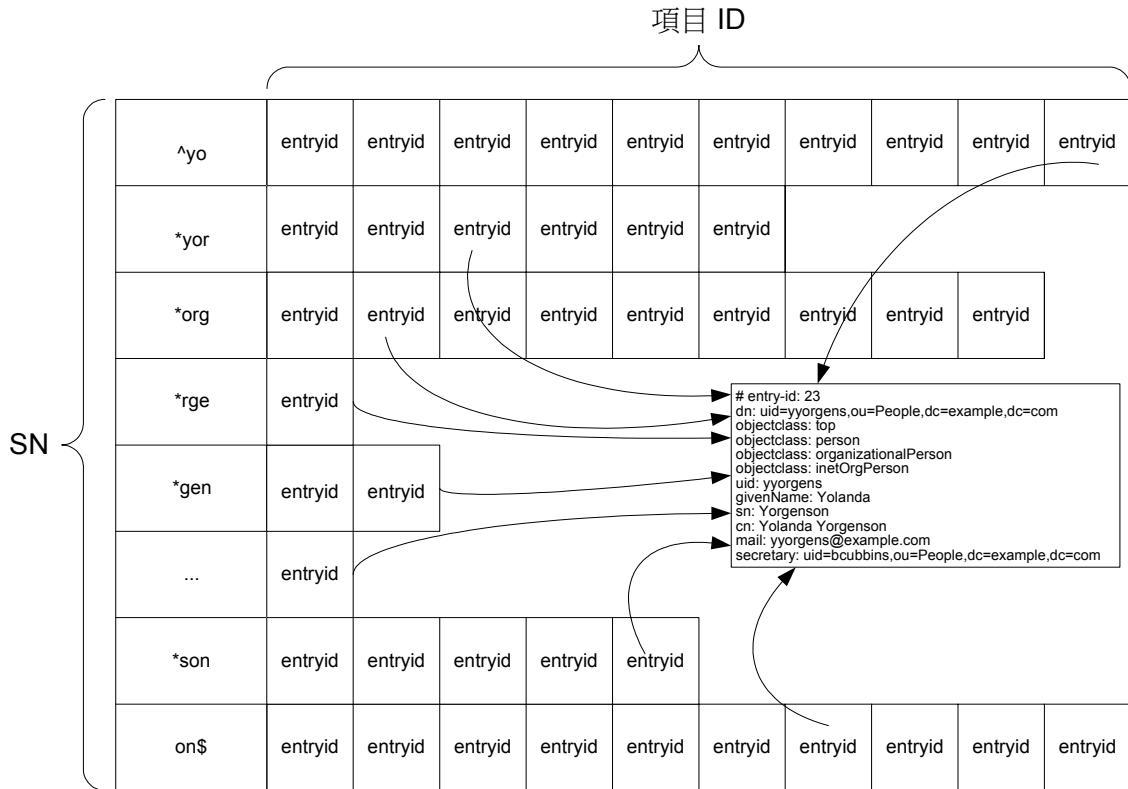 項目 ID
SN
^yo entryid entryid entryid entryid entryid entryid entryid entryid entryid entryid
*yor entryid entryid entryid entryid entryid entryid
*org entryid entryid entryid entryid entryid entryid entryid entryid entryid
*rge entryid
*gen entryid entryid
... entryid
*son entryid entryid entryid entryid entryid
on$ entryid entryid entryid entryid entryid entryid entryid entryid entryid entryid
# entry-id: 23
dn: uid=yyorgens,ou=People,dc=example,dc=com
objectclass: top
objectclass: person
objectclass: organizationalPerson
objectclass: inetOrgPerson
uid: yyorgens
givenName: Yolanda
sn: Yorgenson
cn: Yolanda Yorgenson
mail: yyorgens@example.com
secretary: uid=bcubbins,ou=People,dc=example,dc=com